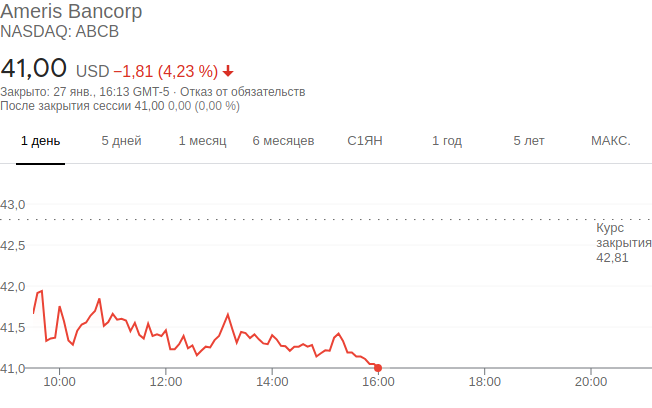 Ameris Bancorp
NASDAQ: ABCB
41,00 USD −1,81 (4,23 %)
Закрыто: 27 янв., 16:13 GMT-5 · Отказ от обязательств
После закрытия сессии 41,00 0,00 (0,00 %)
1 день 5 дней 1 месяц 6 месяцев С1ЯН 1 год 5 лет МАКС.
43,0
Курс
закрытия
42,81
42,5
42,0
41,5
41,0
10:00 12:00 14:00 16:00 18:00 20:00